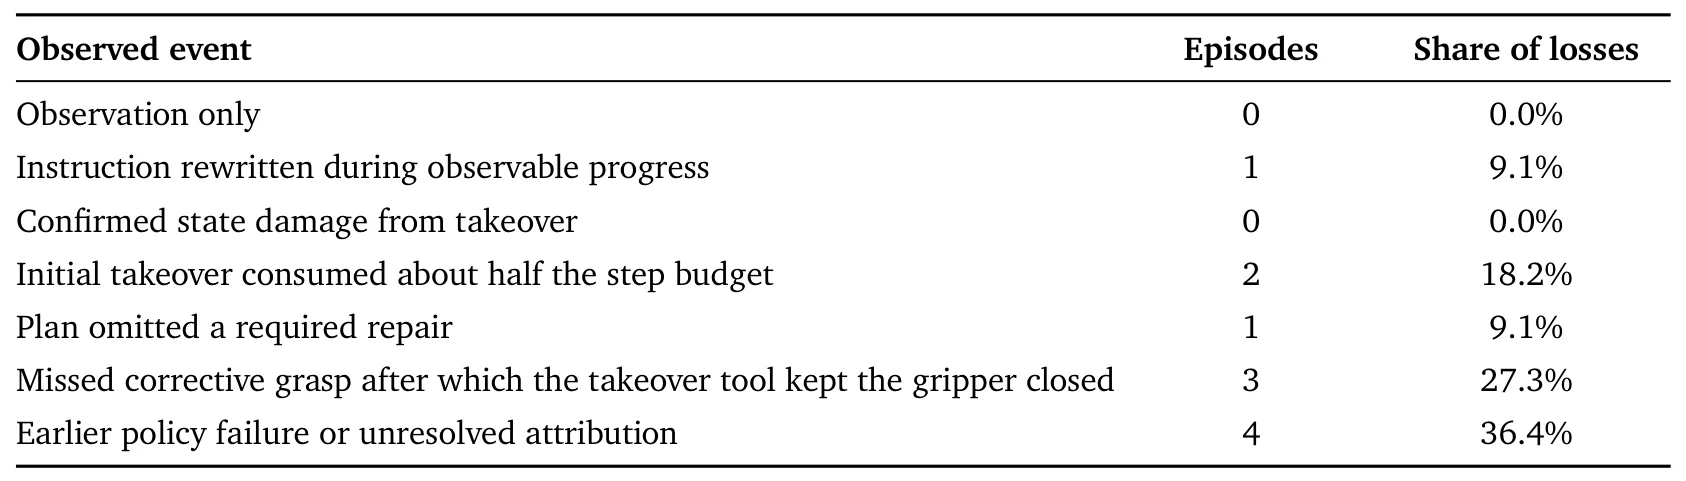 Observed event Episodes Share of losses
Observation only 0 0.0%
Instruction rewritten during observable progress 1 9.1%
Confirmed state damage from takeover 0 0.0%
Initial takeover consumed about half the step budget 2 18.2%
Plan omitted a required repair 1 9.1%
Missed corrective grasp after which the takeover tool kept the gripper closed 3 27.3%
Earlier policy failure or unresolved attribution 4 36.4%